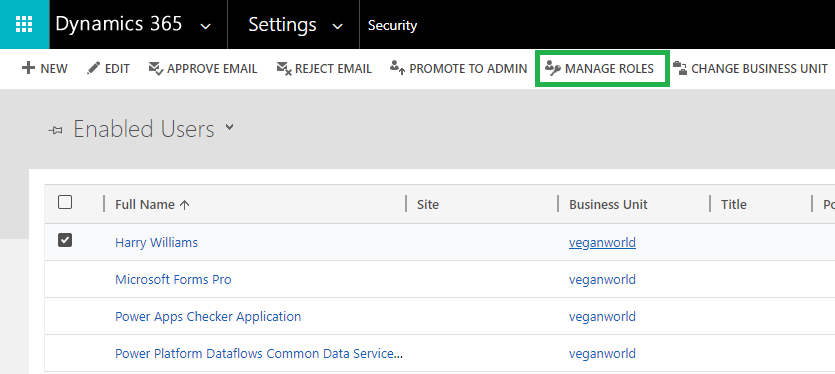 Dynamics 365 Settings Security
NEW EDIT APPROVE EMAIL REJECT EMAIL PROMOTE TO ADMIN MANAGE ROLES CHANGE BUSINESS UNIT
Enabled Users
Full Name Site Business Unit Title Po
Harry Williams veganworld
Microsoft Forms Pro veganworld
Power Apps Checker Application veganworld
Power Platform Dataflows Common Data Service... veganworld